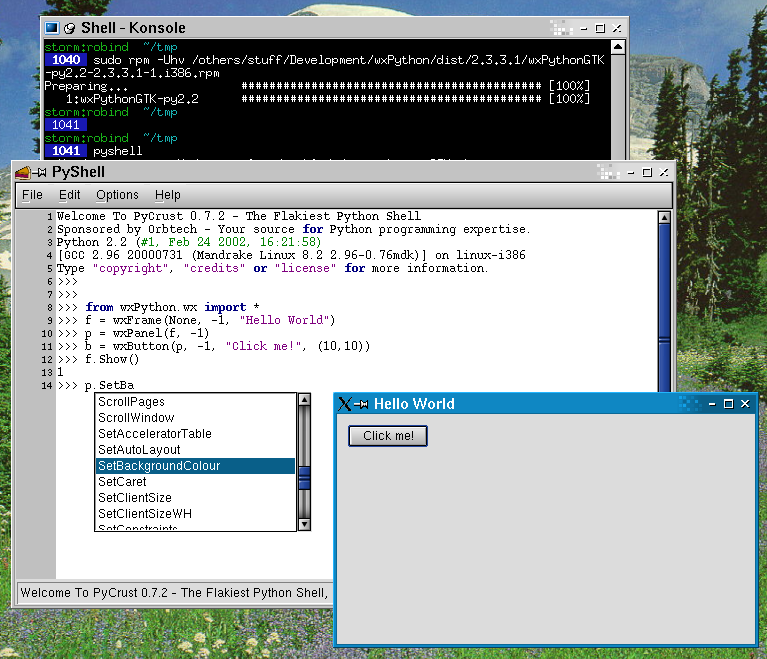 Shell - Konsole
storm:robind ~/tmp
1040 sudo rpm -Uhv /others/stuff/Development/wxPython/dist/2.3.3.1/wxPythonGTK
-py2.2-2.3.3.1-1.i386.rpm
Preparing... ########################################### [100%]
1:wxPythonGTK-py2.2 ########################################### [100%]
storm:robind ~/tmp
1041
storm:robind ~/tmp
1041 pyshell
PyShell
File Edit Options Help
1 Welcome To PyCrust 0.7.2 - The Flakiest Python Shell
2 Sponsored by Orbtech - Your source for Python programming expertise.
3 Python 2.2 (#1, Feb 24 2002, 16:21:58)
4 [GCC 2.96 20000731 (Mandrake Linux 8.2 2.96-0.76mdk)] on linux-i386
5 Type "copyright", "credits" or "license" for more information.
6 >>>
7 >>>
8 >>> from wxPython.wx import *
9 >>> f = wxFrame(None, -1, "Hello World")
10 >>> p = wxPanel(f, -1)
11 >>> b = wxButton(p, -1, "Click me!", (10,10))
12 >>> f.Show()
13 1
14 >>> p.SetBa
ScrollPages
ScrollWindow
SetAcceleratorTable
SetAutoLayout
SetBackgroundColour
SetCaret
SetClientSize
SetClientSizeWH
SetConstraints
Hello World
Click me!
Welcome To PyCrust 0.7.2 - The Flakiest Python Shell,